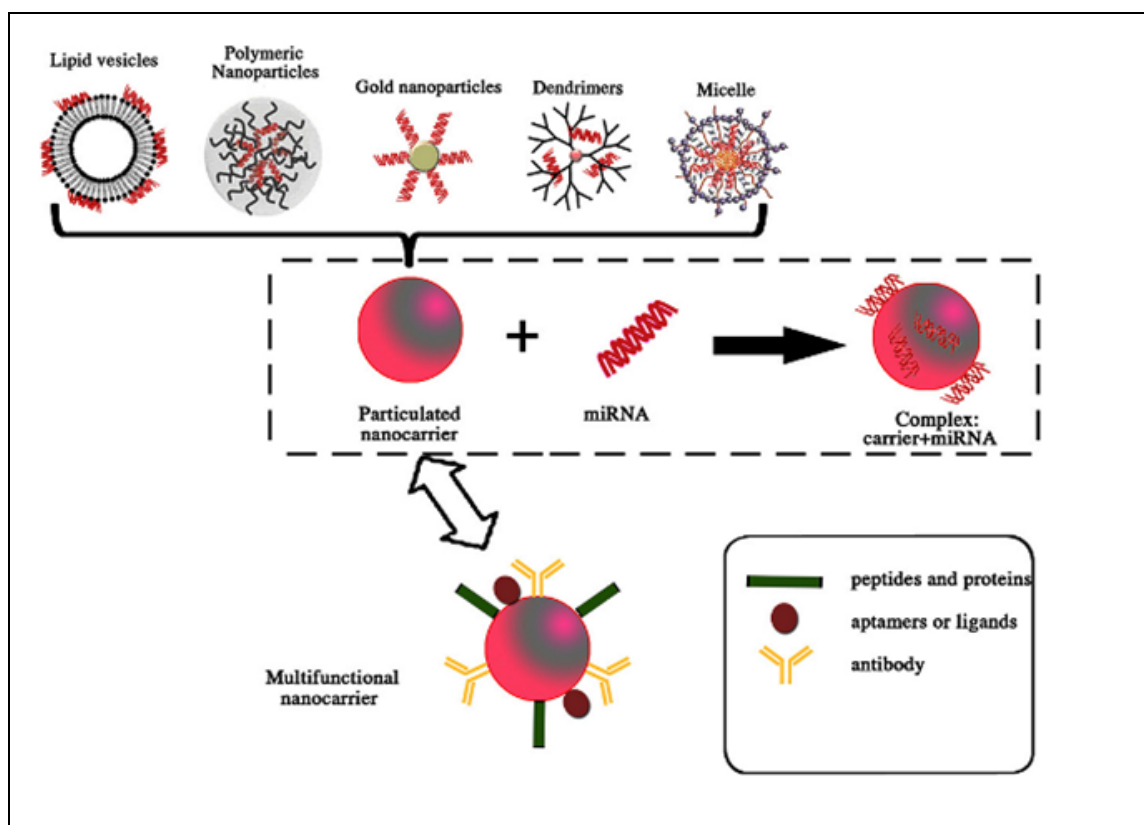 Lipid vesicles
Polymeric
Nanoparticles
Gold nanoparticles
Dendrimers
Micelle
+
Particulated
nanocarrier
miRNA
Complex:
carrier+miRNA
Multifunctional
nanocarrier
peptides and proteins
aptamers or ligands
antibody